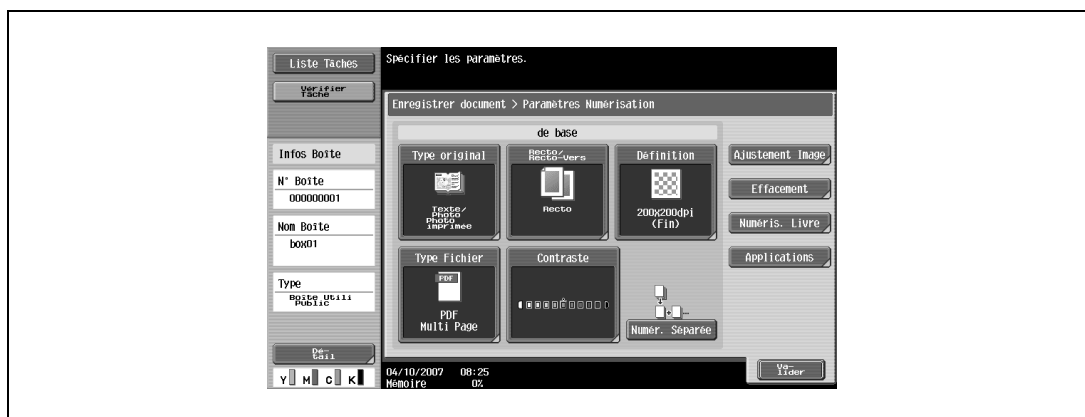 Liste Tâches
Vérifier
Tâche
Spécifier les paramètres.
Enregistrer document > Paramètres Numérisation
de base
Infos Boîte
N° Boîte
000000001
Nom Boîte
box01
Type
Boîte Utili
Public
Dé-
tail
Y M C K
Type original
Texte/
Photo
Photo
imprimée
Recto/
Recto-Vers
Recto
Définition
200x200dpi
(Fin)
Type Fichier
PDF
PDF
Multi Page
Contraste
Numér. Séparée
Ajustement Image
Effacement
Numéris. Livre
Applications
04/10/2007 08:25
Mémoire 0%
Va-
lider